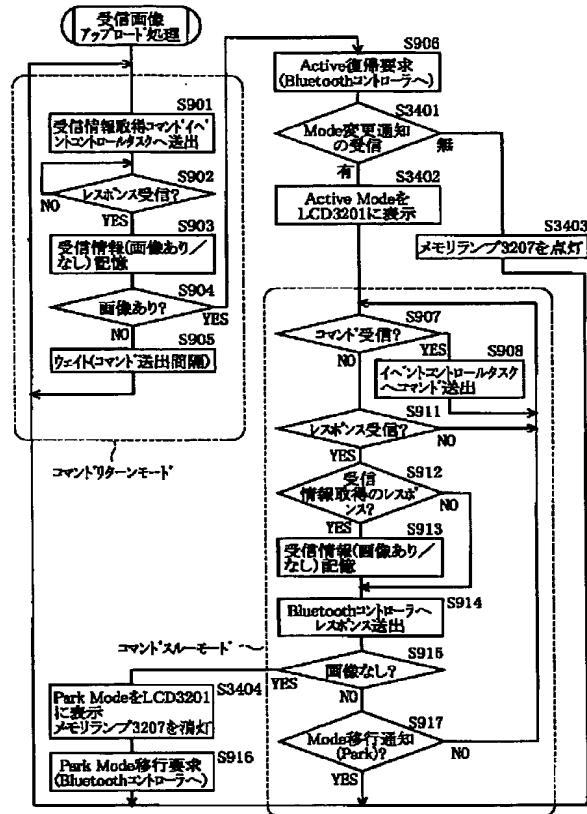 受信画像
アップロード処理
S901
受信情報取得コマンドイベ
ントコントロールタスクへ送出
S902
レスポンス受信?
NO
YES
S903
受信情報(画像あり/
なし)記憶
S904
画像あり?
NO
YES
S905
ウェイト(コマンド送出間隔)
コマンドリターンモード
S906
Active復帰要求
(Bluetoothコントローラへ)
S3401
Mode変更通知
の受信
無
有
S3402
Active Modeを
LCD3201に表示
S3403
メモリランプ3207を点灯
S907
コマンド受信?
YES
NO
S908
イベントコントロールタスク
へコマンド送出
S911
レスポンス受信?
NO
YES
S912
受信
情報取得のレスポ
ンス?
NO
YES
S913
受信情報(画像あり/
なし)記憶
S914
Bluetoothコントローラへ
レスポンス送出
コマンドスルーモード
S915
画像なし?
YES
NO
S3404
Park ModeをLCD3201
に表示
メモリランプ3207を消灯
S917
Mode移行通知
(Park)?
NO
YES
S916
Park Mode移行要求
(Bluetoothコントローラへ)